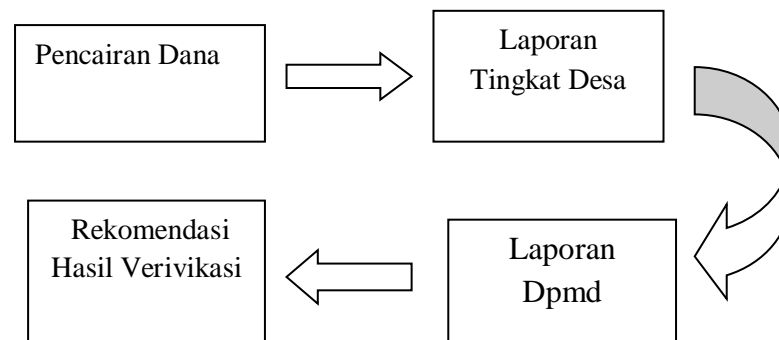 Pencairan Dana
Laporan
Tingkat Desa
Laporan
Dpmd
Rekomendasi
Hasil Verivikasi